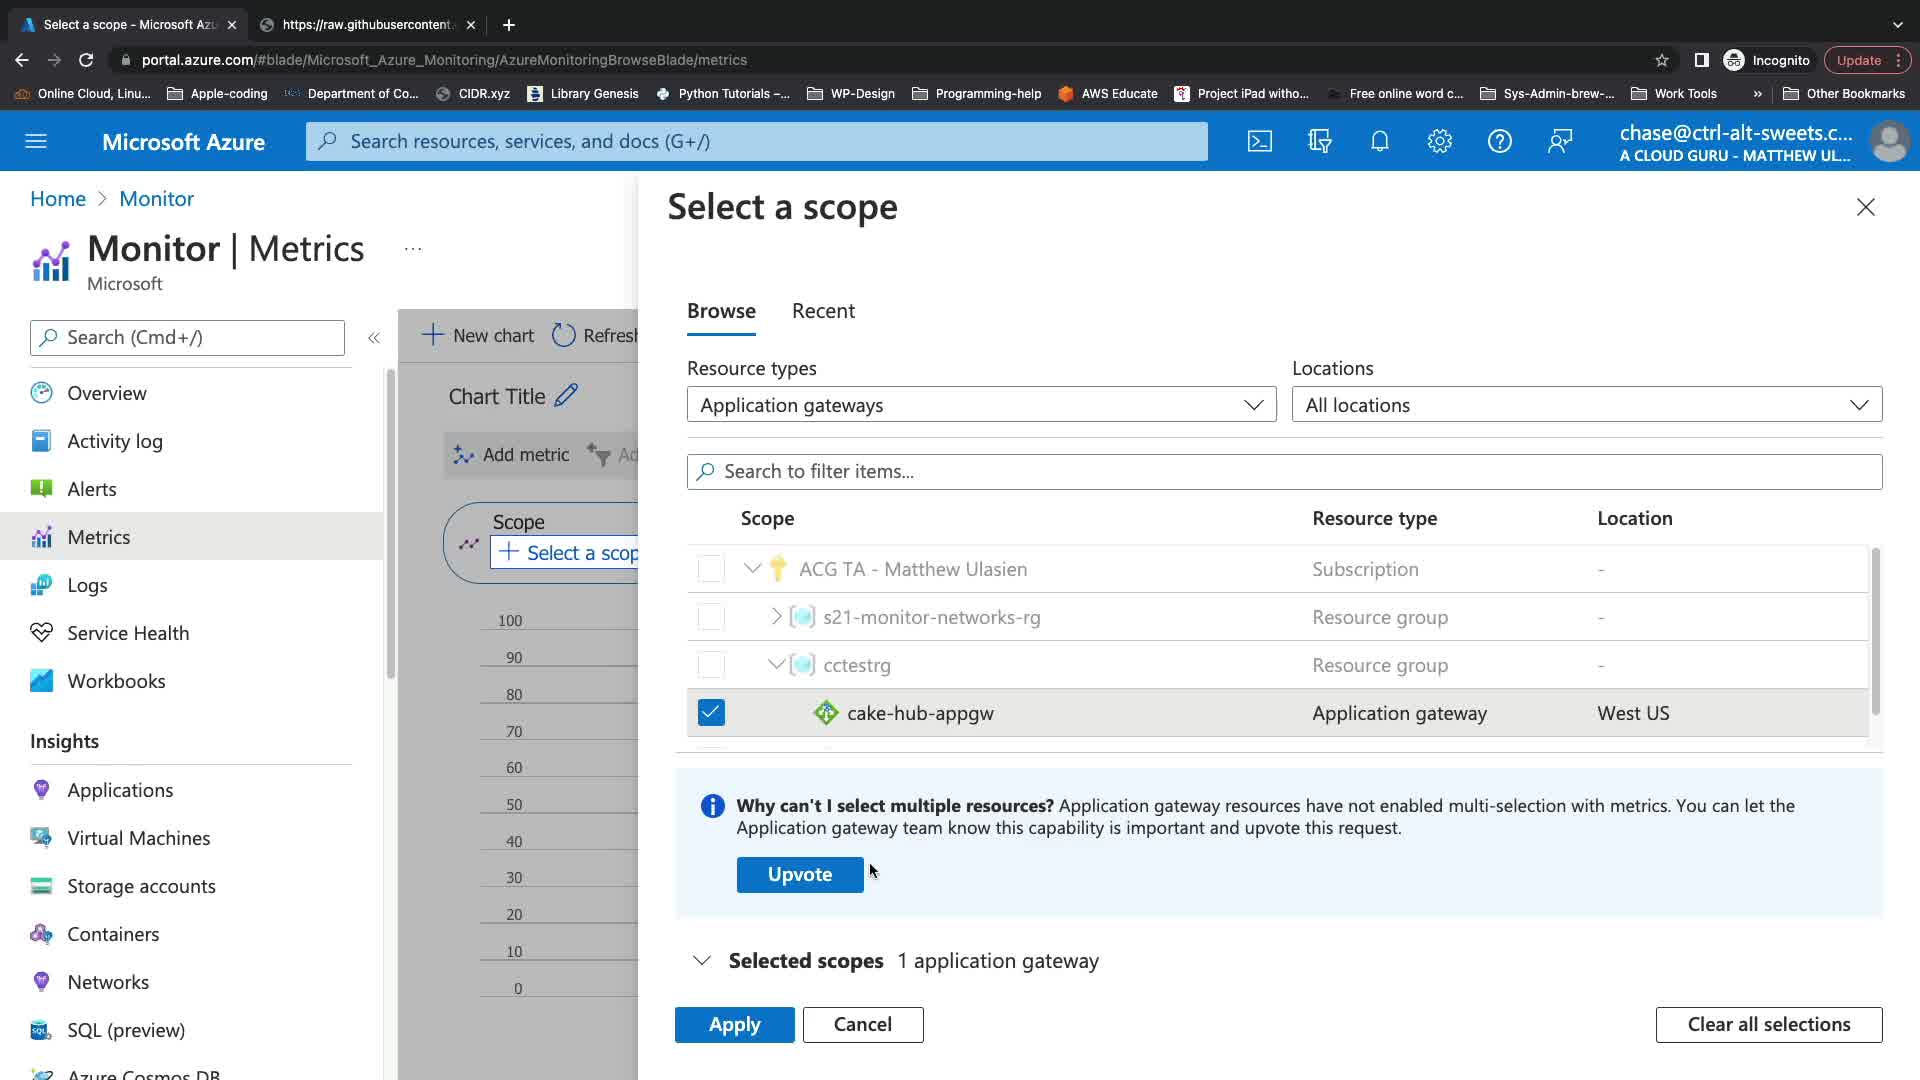 Select a scope - Microsoft Azu
https://raw.githubusercontent.
portal.azure.com/#blade/Microsoft_Azure_Monitoring/AzureMonitoringBrowseBlade/metrics
Incognito
Update
Online Cloud, Linu...
Apple-coding
Department of Co...
CIDR.xyz
Library Genesis
Python Tutorials –...
WP-Design
Programming-help
AWS Educate
Project iPad witho...
Free online word c...
Sys-Admin-brew-...
Work Tools
»
Other Bookmarks
Microsoft Azure
Search resources, services, and docs (G+/)
chase@ctrl-alt-sweets.c...
A CLOUD GURU - MATTHEW UL...
Home > Monitor
Monitor | Metrics
...
Microsoft
Search (Cmd+/)
«
Overview
Activity log
Alerts
Metrics
Logs
Service Health
Workbooks
Insights
Applications
Virtual Machines
Storage accounts
Containers
Networks
SQL (preview)
Azure Cosmos DB
New chart
Refresh
Chart Title
Add metric
Ad
Scope
Select a scop
100
90
80
70
60
50
40
30
20
10
0
Select a scope
Browse
Recent
Resource types
Locations
Application gateways
All locations
Search to filter items...
Scope
Resource type
Location
ACG TA - Matthew Ulasien
Subscription
-
s21-monitor-networks-rg
Resource group
-
cctestrg
Resource group
-
cake-hub-appgw
Application gateway
West US
Why can't I select multiple resources? Application gateway resources have not enabled multi-selection with metrics. You can let the
Application gateway team know this capability is important and upvote this request.
Upvote
Selected scopes 1 application gateway
Apply
Cancel
Clear all selections